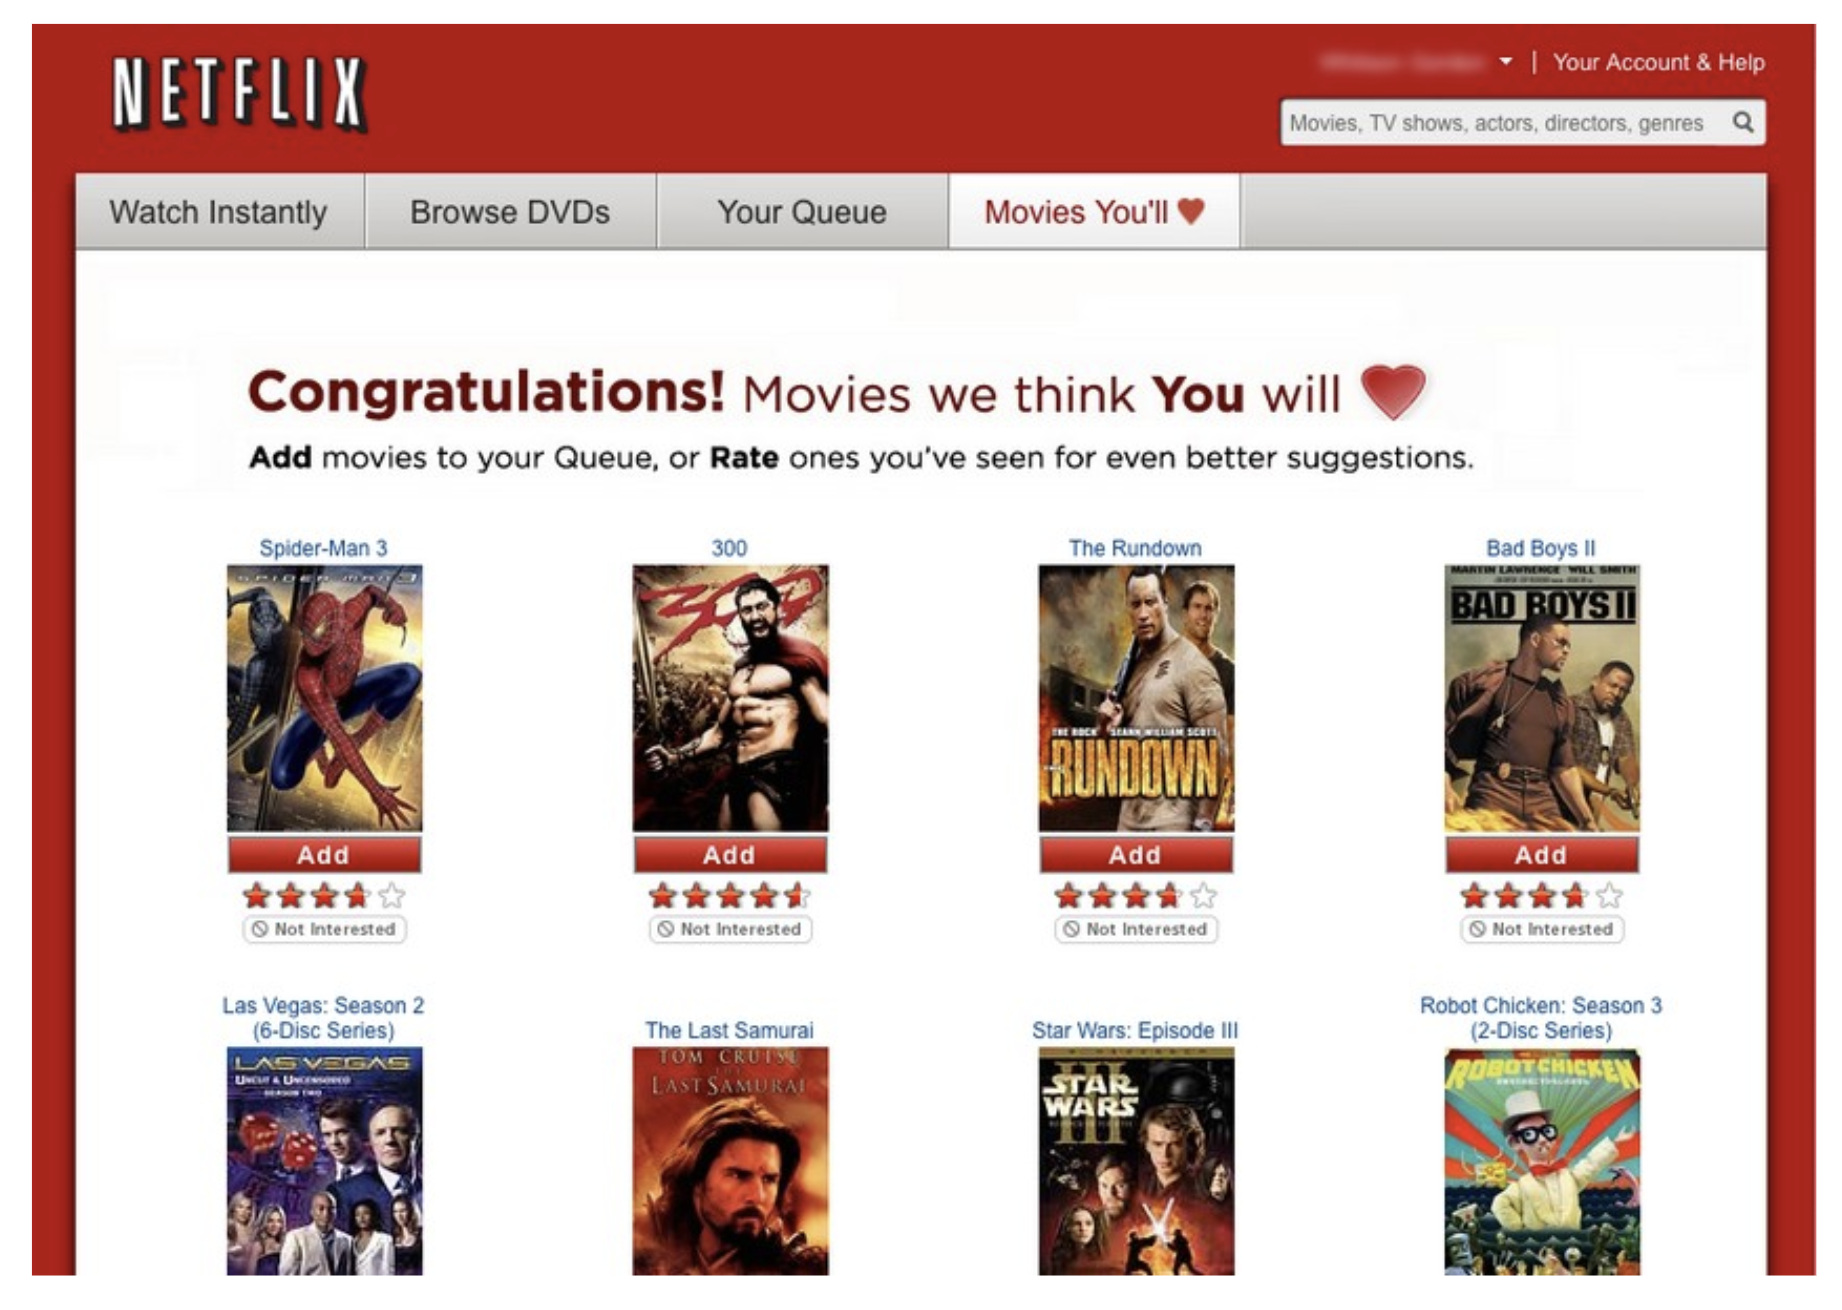 NETFLIX
Your Account & Help
Movies, TV shows, actors, directors, genres
Watch Instantly
Browse DVDs
Your Queue
Movies You'll
Congratulations! Movies we think You will
Add movies to your Queue, or Rate ones you've seen for even better suggestions.
Spider-Man 3
300
The Rundown
Bad Boys II
SPIDER-MAN 3
300
THE ROCK SEANN WILLIAM SCOTT
RUNDOWN
MARTIN LAWRENCE WILL SMITH
BAD BOYS II
Add
Add
Add
Add
Not Interested
Not Interested
Not Interested
Not Interested
Las Vegas: Season 2
(6-Disc Series)
The Last Samurai
Star Wars: Episode III
Robot Chicken: Season 3
(2-Disc Series)
LAS VEGAS
UNCUT & UNCENSORED
SEASON TWO
TOM CRUISE
LAST SAMURAI
STAR
WARS
III
ROBOT CHICKEN